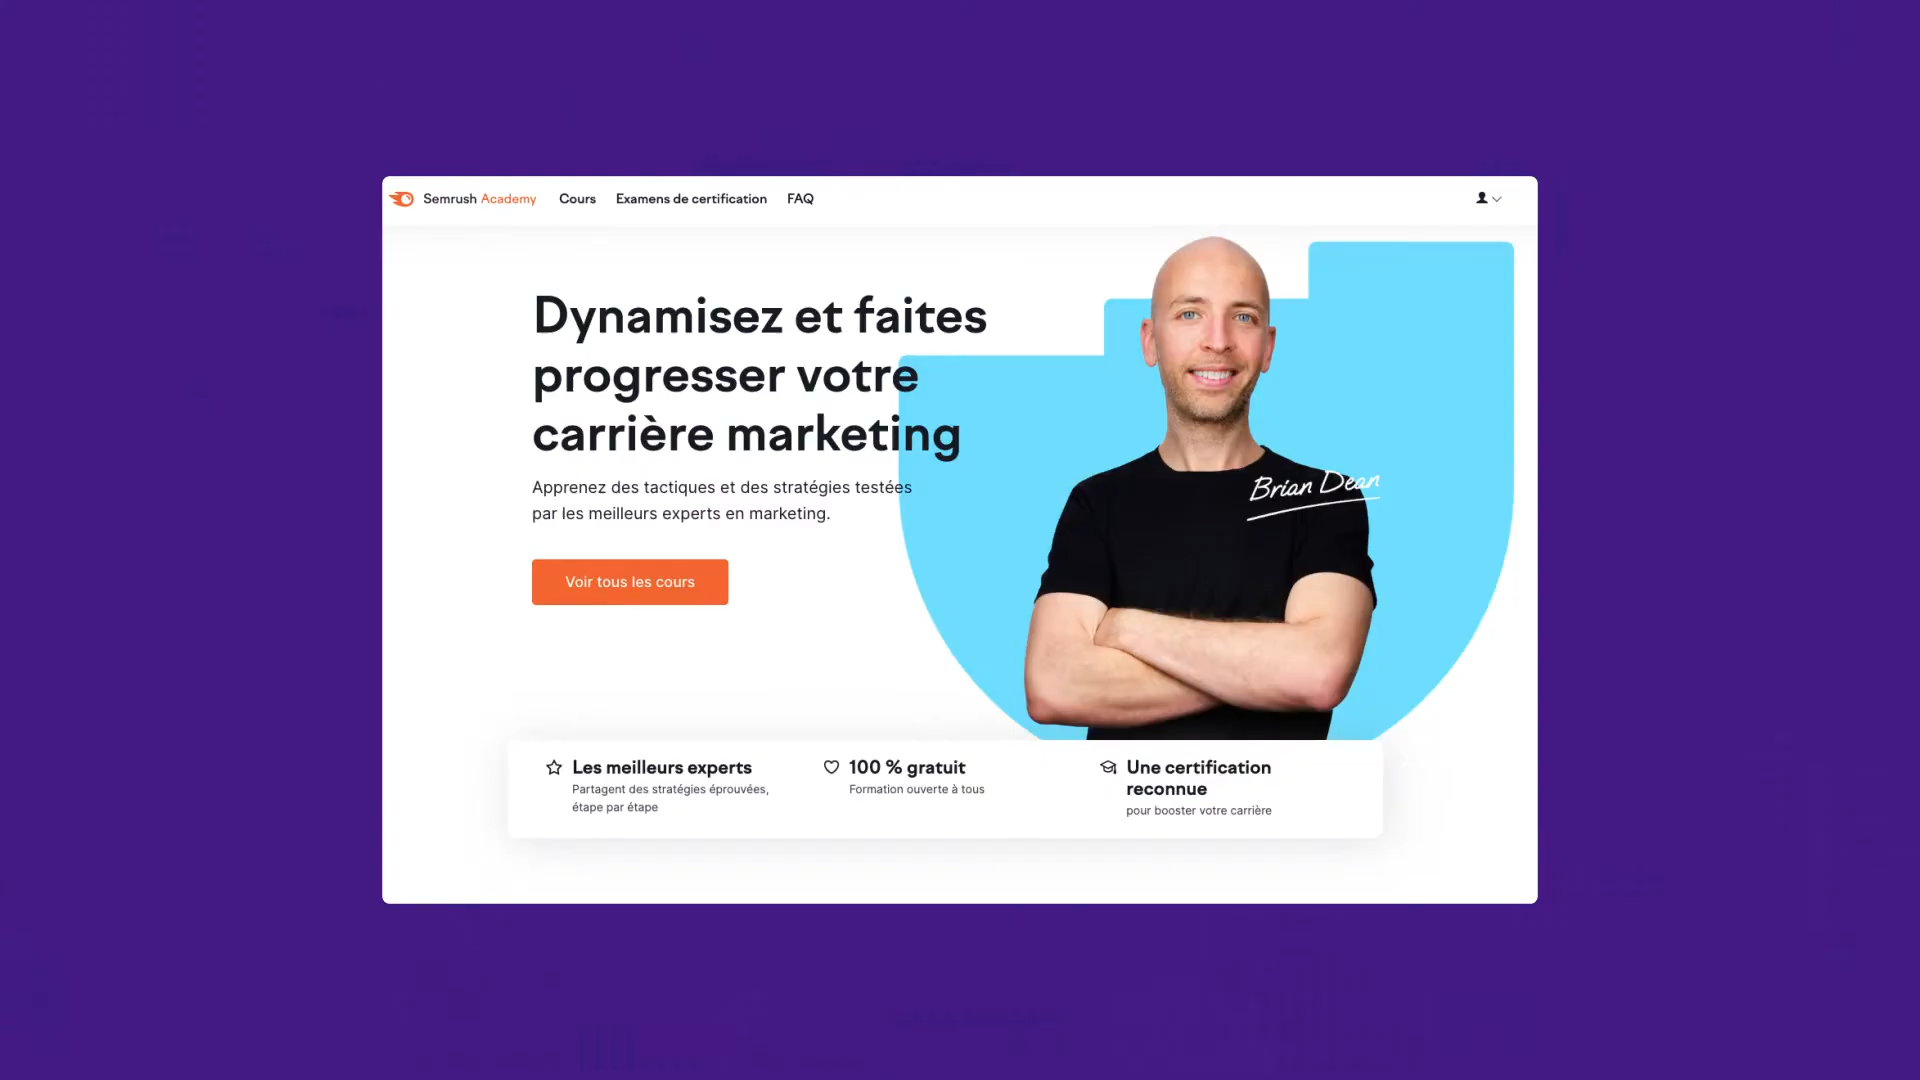 Semrush Academy Cours Examens de certification FAQ
Dynamisez et faites
progresser votre
carrière marketing
Apprenez des tactiques et des stratégies testées
par les meilleurs experts en marketing.
Voir tous les cours
Brian Dean
Les meilleurs experts
Partagent des stratégies éprouvées,
étape par étape
100 % gratuit
Formation ouverte à tous
Une certification
reconnue
pour booster votre carrière